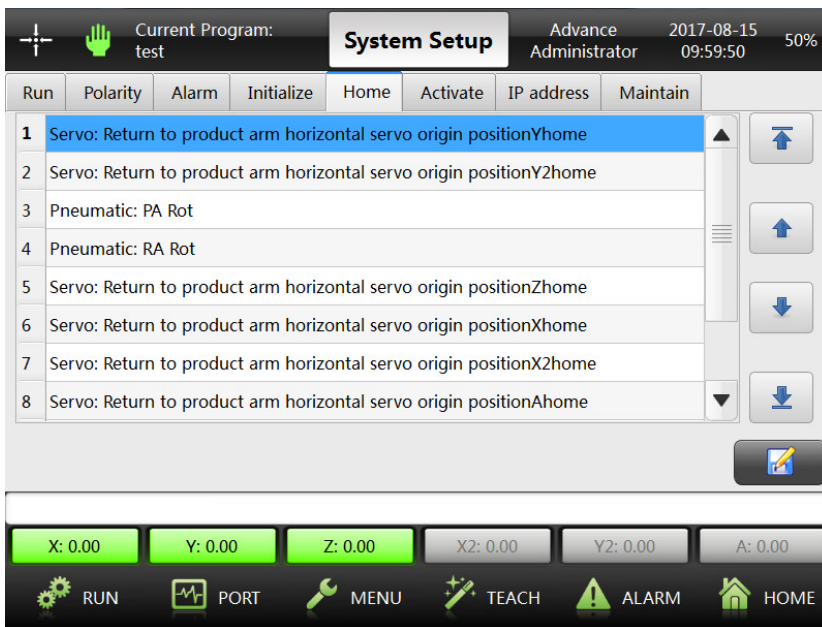 Current Program:
test
System Setup
Advance
Administrator
2017-08-15
09:59:50
50%
Run Polarity Alarm Initialize Home Activate IP address Maintain
1 Servo: Return to product arm horizontal servo origin positionYhome
2 Servo: Return to product arm horizontal servo origin positionY2home
3 Pneumatic: PA Rot
4 Pneumatic: RA Rot
5 Servo: Return to product arm horizontal servo origin positionZhome
6 Servo: Return to product arm horizontal servo origin positionXhome
7 Servo: Return to product arm horizontal servo origin positionX2home
8 Servo: Return to product arm horizontal servo origin positionAhome
X: 0.00 Y: 0.00 Z: 0.00 X2: 0.00 Y2: 0.00 A: 0.00
RUN PORT MENU TEACH ALARM HOME